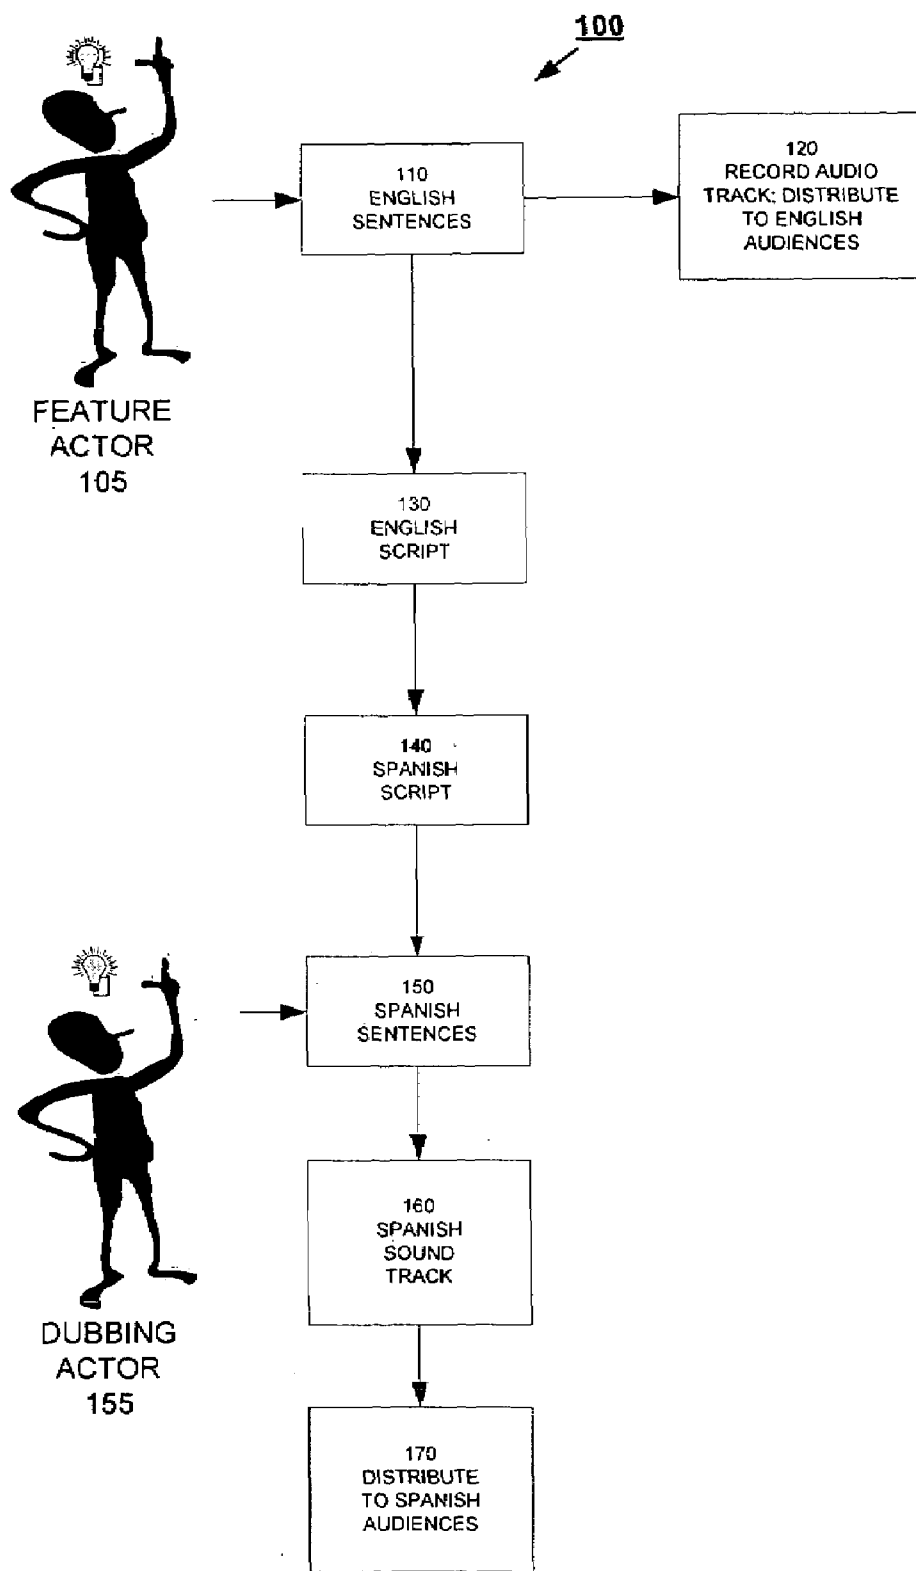 100
110
ENGLISH
SENTENCES
120
RECORD AUDIO
TRACK; DISTRIBUTE
TO ENGLISH
AUDIENCES
FEATURE
ACTOR
105
130
ENGLISH
SCRIPT
140
SPANISH
SCRIPT
150
SPANISH
SENTENCES
160
SPANISH
SOUND
TRACK
DUBBING
ACTOR
155
170
DISTRIBUTE
TO SPANISH
AUDIENCES